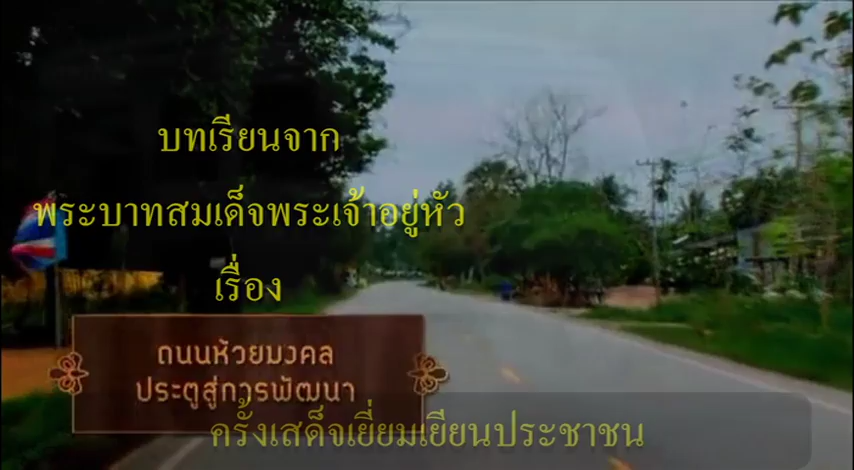 บทเรียนจาก
พระบาทสมเด็จพระเจ้าอยู่หัว
เรื่อง
ถนนห้วยมงคล
ประตูสู่การพัฒนา
ครั้งเสด็จเยี่ยมเยียนประชาชน